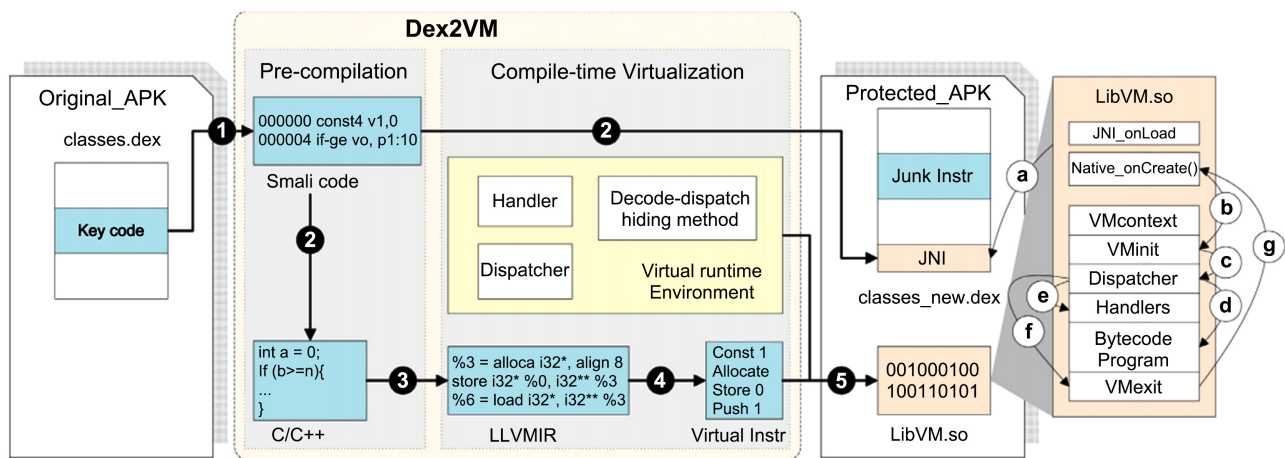 Dex2VM
Original_APK
classes.dex
Key code
1
Pre-compilation
000000 const4 v1,0
000004 if-ge vo, p1:10
Smali code
2
int a = 0;
If (b>=n){
...
}
C/C++
3
Compile-time Virtualization
2
Handler
Dispatcher
Decode-dispatch
hiding method
Virtual runtime
Environment
%3 = alloca i32*, align 8
store i32* %0, i32** %3
%6 = load i32*, i32** %3
LLVMIR
4
Const 1
Allocate
Store 0
Push 1
Virtual Instr
5
Protected_APK
Junk Instr
JNI
classes_new.dex
001000100
100110101
LibVM.so
LibVM.so
JNI_onLoad
Native_onCreate()
VMcontext
VMinit
Dispatcher
Handlers
Bytecode
Program
VMexit
a
b
c
d
e
f
g